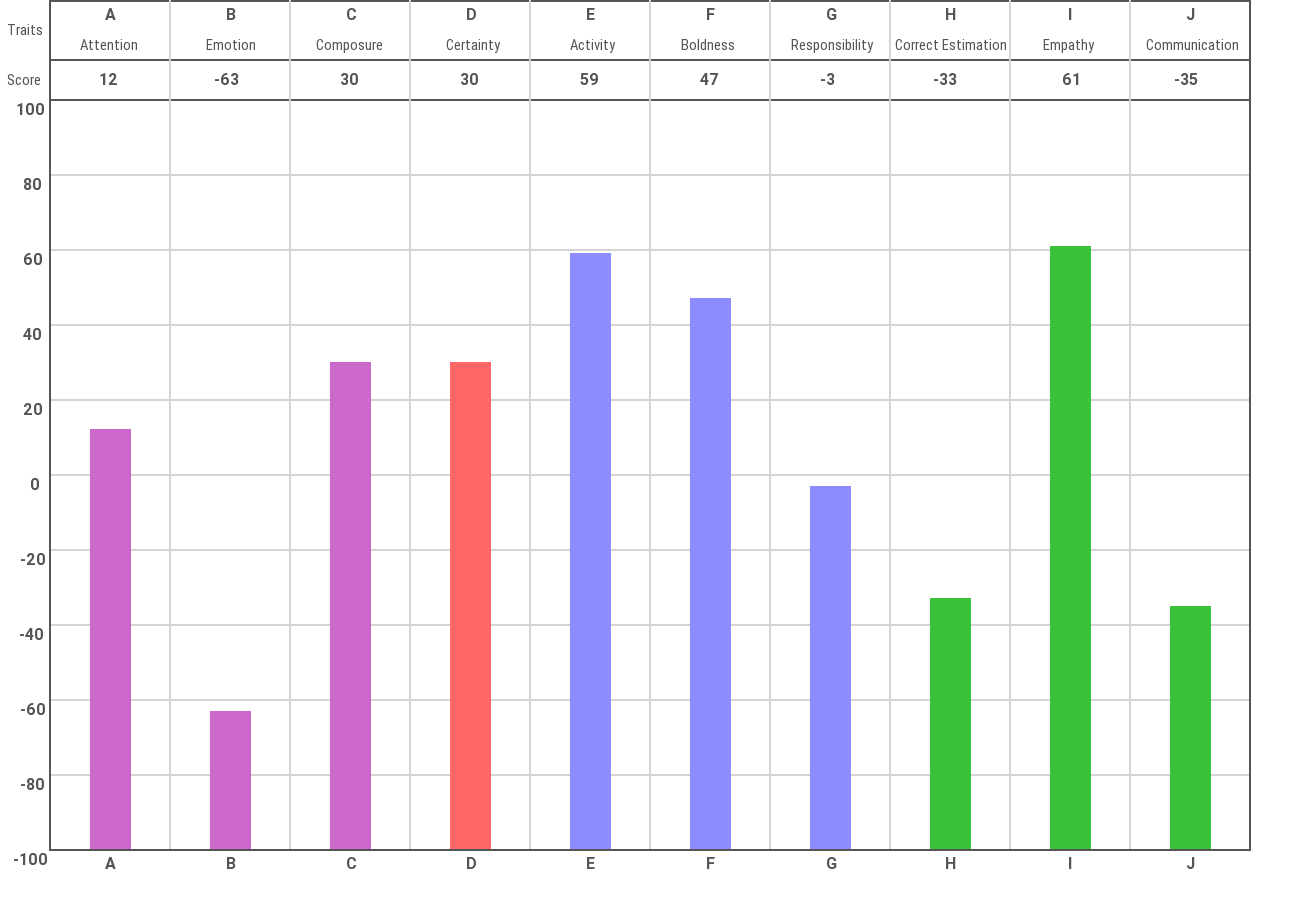 A B C D E F G H I J
Traits
Attention Emotion Composure Certainty Activity Boldness Responsibility Correct Estimation Empathy Communication
Score 12 -63 30 30 59 47 -3 -33 61 -35
100
80
60
40
20
0
-20
-40
-60
-80
-100
A B C D E F G H I J